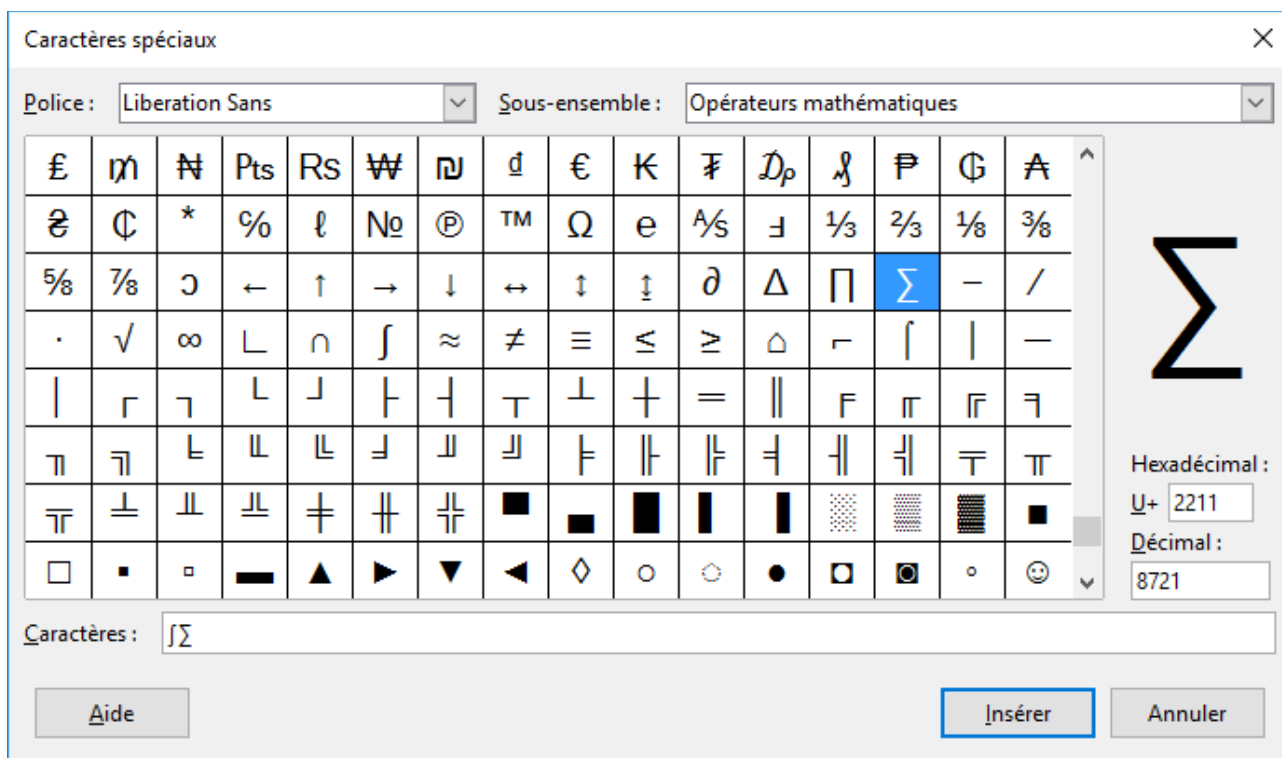 Caractères spéciaux
Police : Liberation Sans Sous-ensemble : Opérateurs mathématiques
₤ ₥ ₦ ₧ ₨ ₩ ₪ ₫ € ₭ ₮ ₯ ₰ ₱ ₲ ₳
₴ ₵ * ℅ ℓ № ℗ ™ Ω ℮ ⅍ ⅎ ⅓ ⅔ ⅛ ⅜
⅝ ⅞ ↄ ← ↑ → ↓ ↔ ↕ ↨ ∂ ∆ ∏ ∑ − ∕
∙ √ ∞ ∟ ∩ ∫ ≈ ≠ ≡ ≤ ≥ ⌂ ⌐ ⌠ │ ─
│ ┌ ┐ └ ┘ ├ ┤ ┬ ┴ ┼ ═ ║ ╒ ╓ ╔ ╕
╖ ╗ ╘ ╙ ╚ ╛ ╜ ╝ ╞ ╟ ╠ ╡ ╢ ╣ ╤ ╥
╦ ╧ ╨ ╩ ╪ ╫ ╬ ▀ ▄ █ ▌ ▐ ░ ▒ ▓ ■
□ ▪ ▫ ▬ ▲ ► ▼ ◄ ◊ ○ ◌ ● ◘ ◙ ◦ ☺
∑
Hexadécimal :
U+ 2211
Décimal :
8721
Caractères : ∫∑
Aide Insérer Annuler